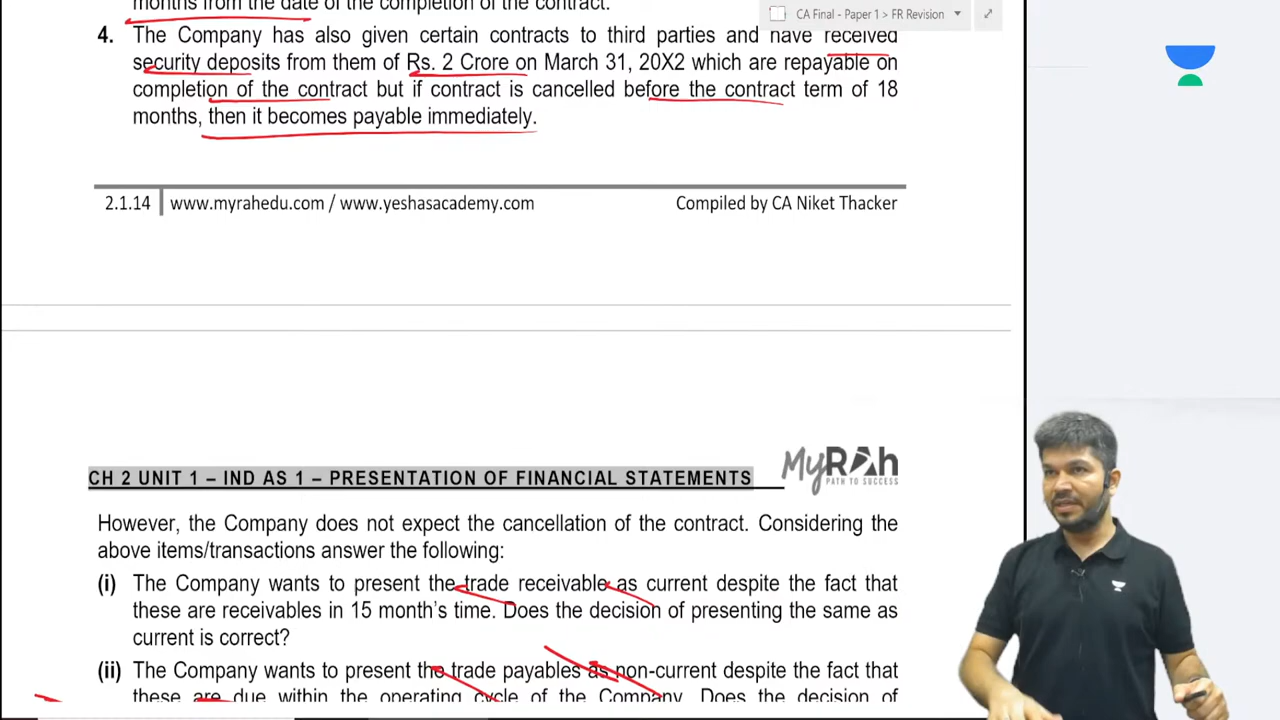 months from the date of the completion of the contract.
CA Final - Paper 1 > FR Revision
4. The Company has also given certain contracts to third parties and have received
security deposits from them of Rs. 2 Crore on March 31, 20X2 which are repayable on
completion of the contract but if contract is cancelled before the contract term of 18
months, then it becomes payable immediately.
2.1.14 www.myrahedu.com / www.yeshasacademy.com Compiled by CA Niket Thacker
MyRAh
PATH TO SUCCESS
CH 2 UNIT 1 – IND AS 1 – PRESENTATION OF FINANCIAL STATEMENTS
However, the Company does not expect the cancellation of the contract. Considering the
above items/transactions answer the following:
(i) The Company wants to present the trade receivable as current despite the fact that
these are receivables in 15 month's time. Does the decision of presenting the same as
current is correct?
(ii) The Company wants to present the trade payables as non-current despite the fact that
these are due within the operating cycle of the Company. Does the decision of